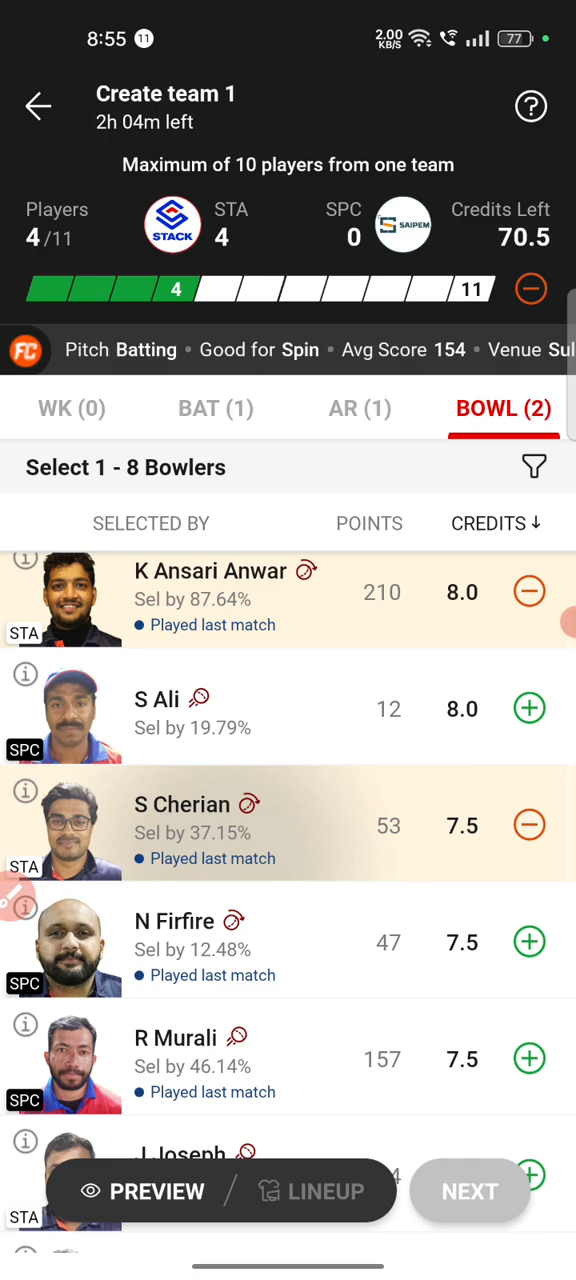 8:55 11 2.00 KB/S 77
Create team 1
2h 04m left
?
Maximum of 10 players from one team
Players STA SPC Credits Left
4/11 STACK 4 0 SAIPEM 70.5
4 11
FC Pitch Batting • Good for Spin • Avg Score 154 • Venue Sul
WK (0) BAT (1) AR (1) BOWL (2)
Select 1 - 8 Bowlers
SELECTED BY POINTS CREDITS ↓
K Ansari Anwar
Sel by 87.64% 210 8.0
• Played last match
STA
S Ali
Sel by 19.79% 12 8.0
SPC
S Cherian
Sel by 37.15% 53 7.5
• Played last match
STA
N Firfire
Sel by 12.48% 47 7.5
• Played last match
SPC
R Murali
Sel by 46.14% 157 7.5
• Played last match
SPC
J Joseph
4
PREVIEW / LINEUP NEXT
STA